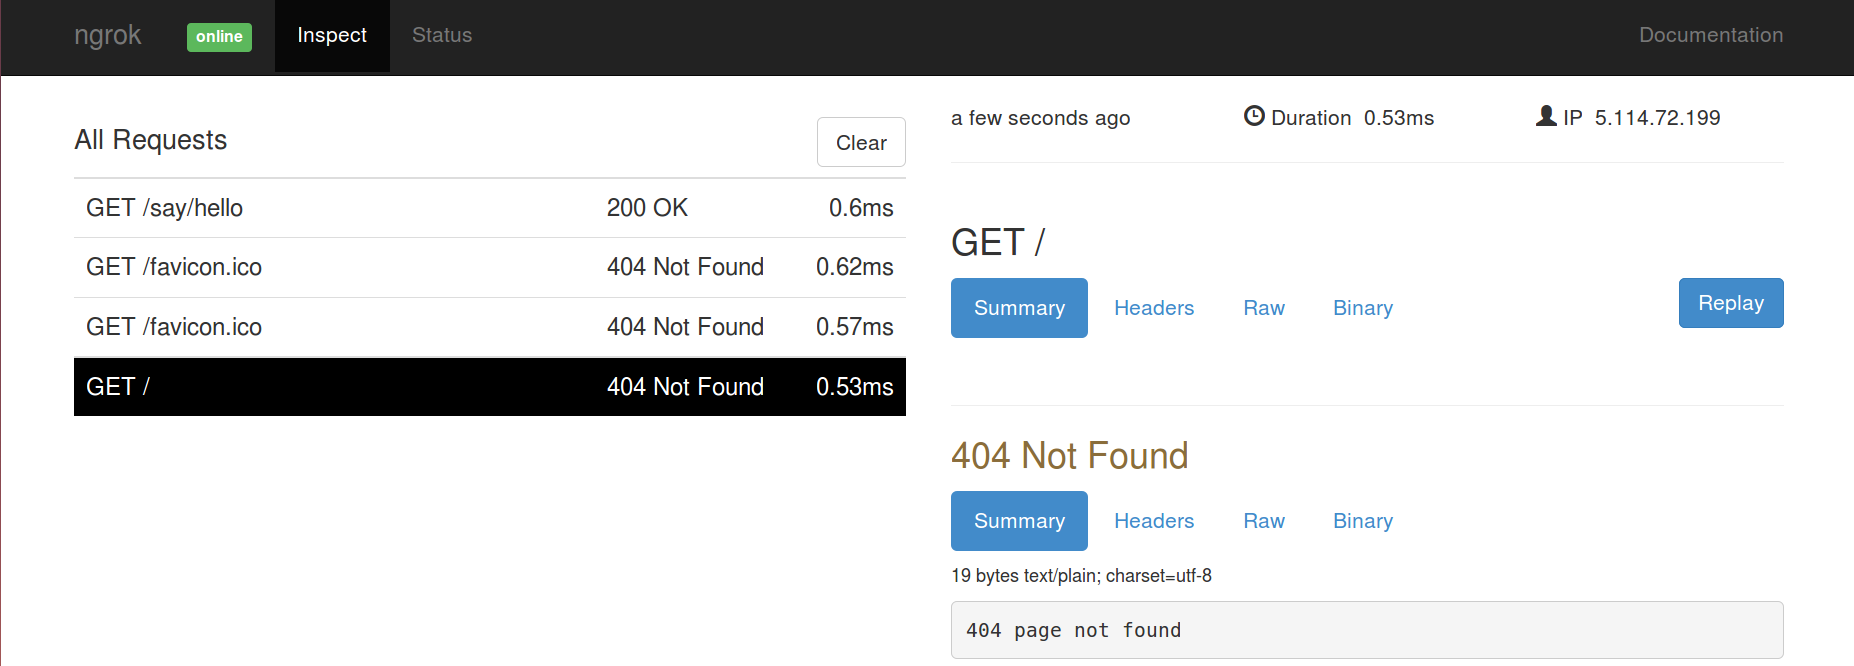 ngrok online Inspect Status Documentation
All Requests Clear
GET /say/hello 200 OK 0.6ms
GET /favicon.ico 404 Not Found 0.62ms
GET /favicon.ico 404 Not Found 0.57ms
GET / 404 Not Found 0.53ms
a few seconds ago Duration 0.53ms IP 5.114.72.199
GET /
Summary Headers Raw Binary Replay
404 Not Found
Summary Headers Raw Binary
19 bytes text/plain; charset=utf-8
404 page not found